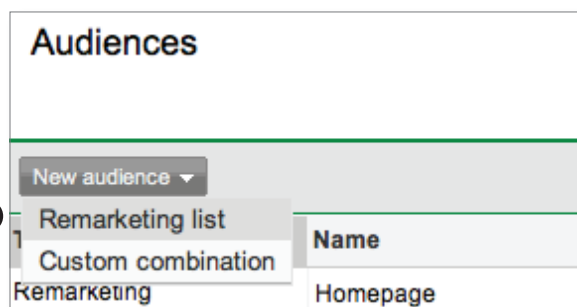 Audiences
New audience
Remarketing list
Name
Custom combination
Remarketing
Homepage